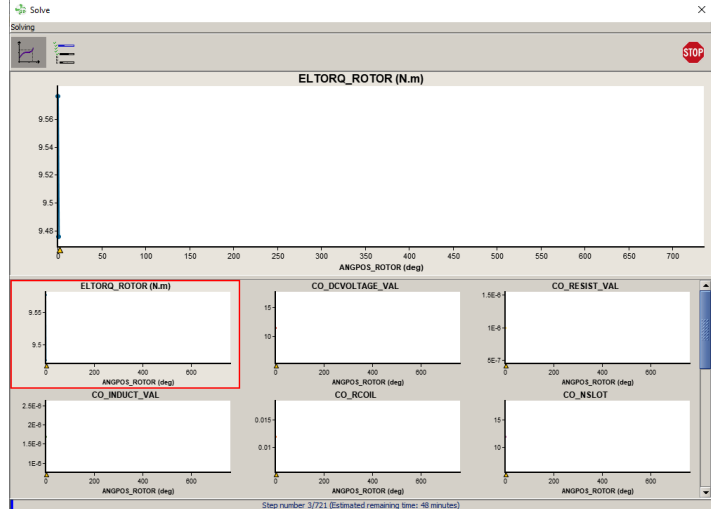 Solve
Solving
STOP
ELTORQ_ROTOR (N.m)
9.56
9.54
9.52
9.5
9.48
0 50 100 150 200 250 300 350 400 450 500 550 600 650 700
ANGPOS_ROTOR (deg)
ELTORQ_ROTOR (N.m) CO_DCVOLTAGE_VAL CO_RESIST_VAL
9.55 15 1.5E-6
9.5 10 1E-6
5E-7
0 200 400 600 0 200 400 600 0 200 400 600
ANGPOS_ROTOR (deg) ANGPOS_ROTOR (deg) ANGPOS_ROTOR (deg)
CO_INDUCT_VAL CO_RCOIL CO_NSLOT
2.5E-6 0.015 15
2E-6 0.01 10
1.5E-6
1E-6
0 200 400 600 0 200 400 600 0 200 400 600
ANGPOS_ROTOR (deg) ANGPOS_ROTOR (deg) ANGPOS_ROTOR (deg)
Step number 3/721 (Estimated remaining time: 48 minutes)